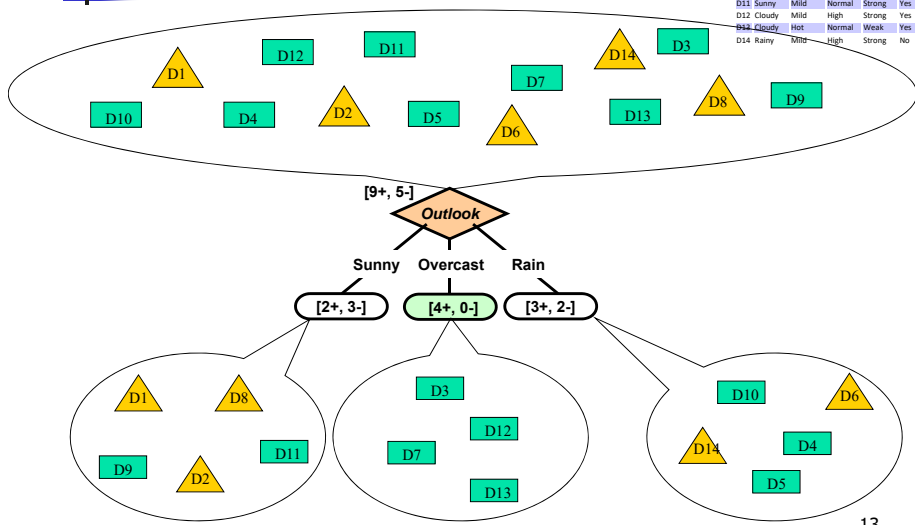 D11 Sunny Mild Normal Strong Yes
D12 Cloudy Mild High Strong Yes
D13 Cloudy Hot Normal Weak Yes
D14 Rainy Mild High Strong No
D12
D11
D14
D3
D1
D7
D8
D9
D10
D4
D2
D5
D6
D13
[9+, 5-]
Outlook
Sunny Overcast Rain
[2+, 3-]
[4+, 0-]
[3+, 2-]
D1
D8
D9
D2
D11
D3
D12
D7
D13
D10
D6
D14
D4
D5
13